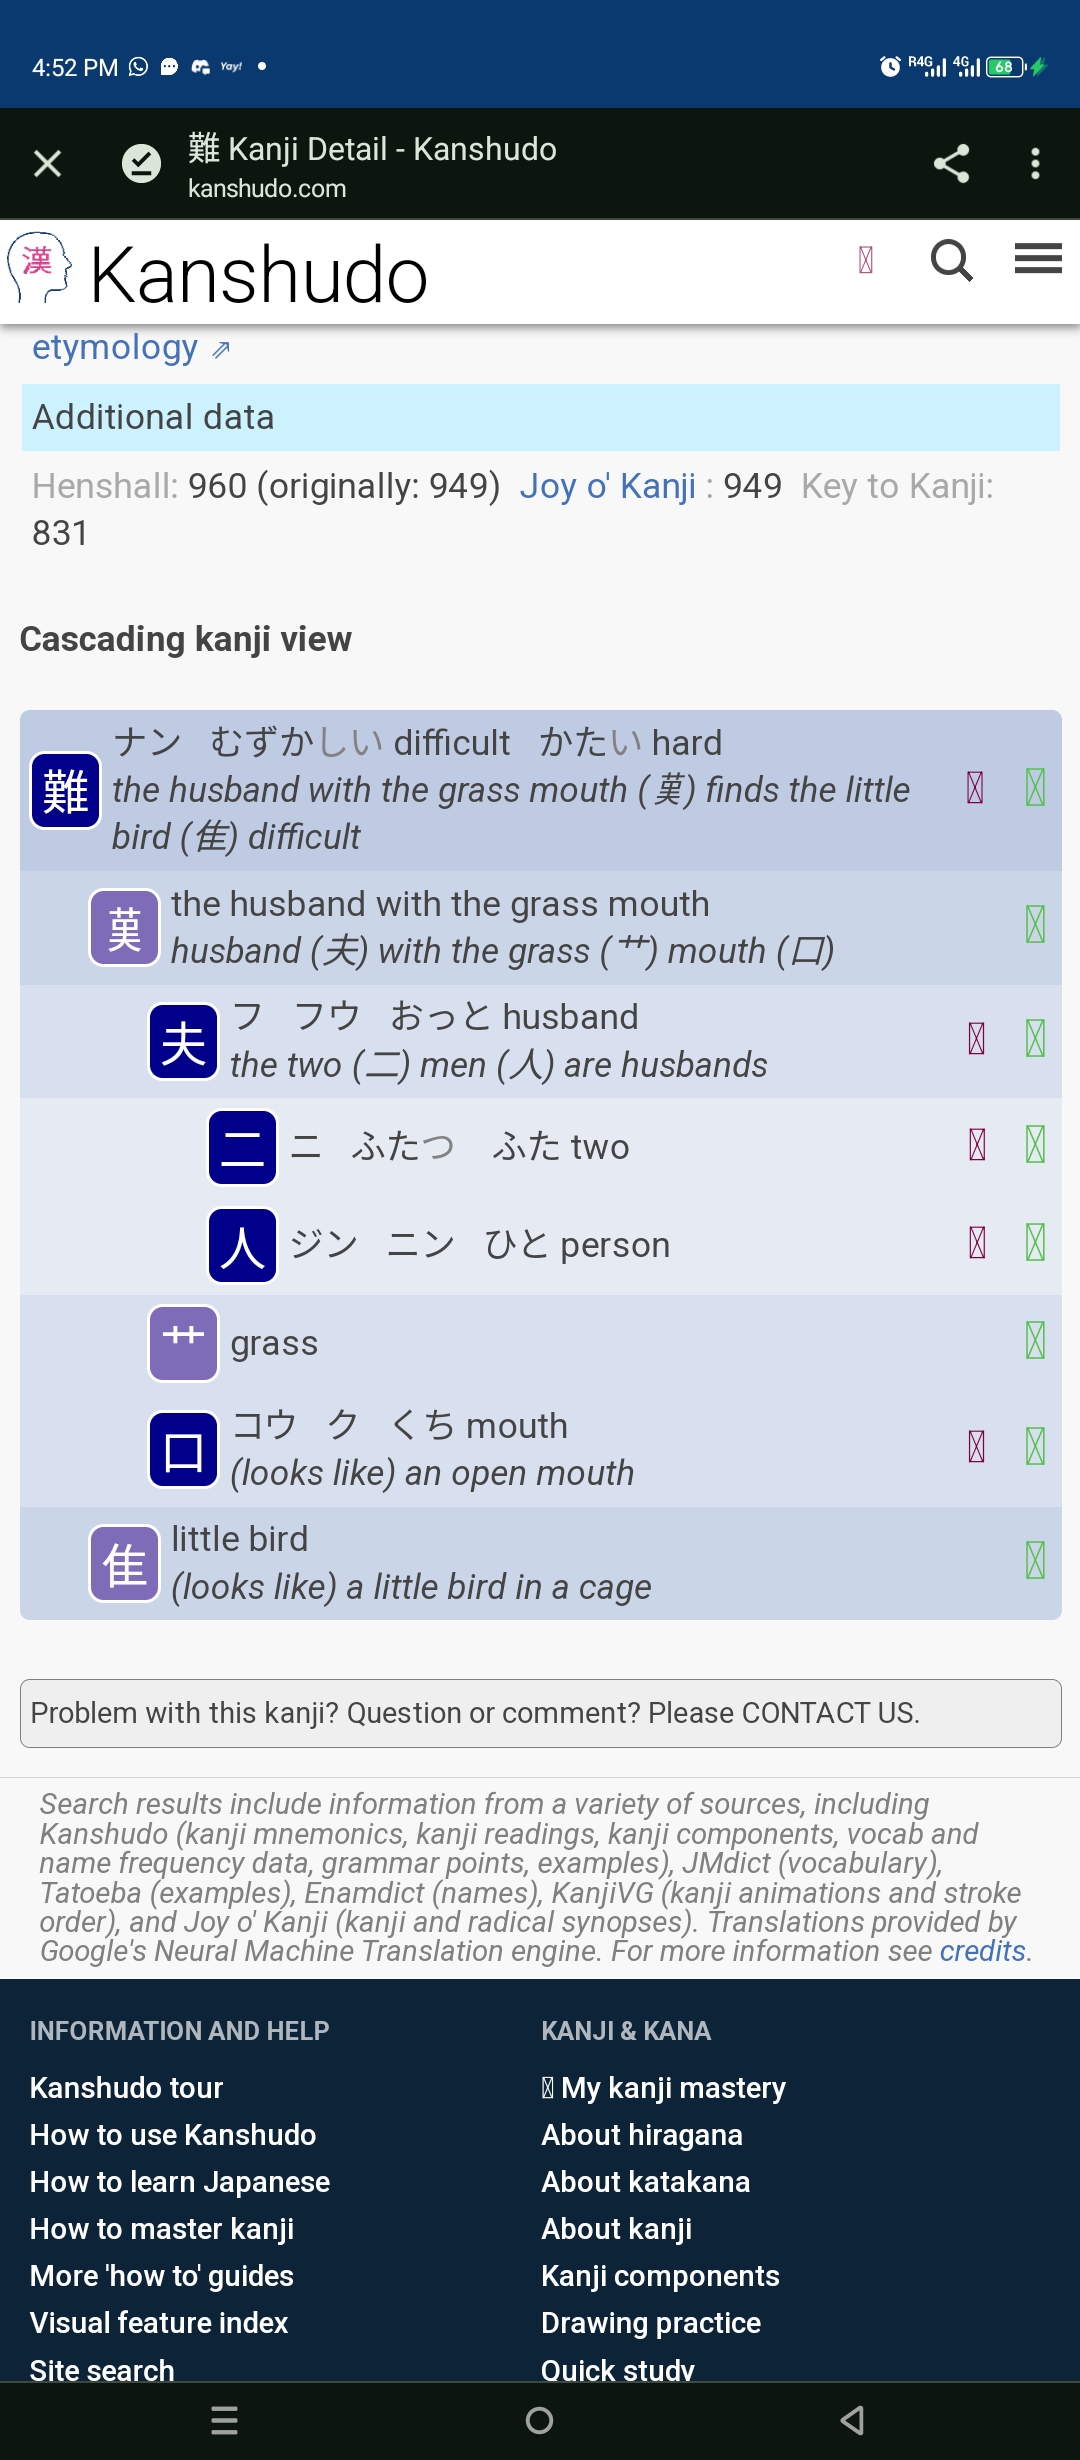 4:52 PM Yay! R4G 4G 68
難 Kanji Detail - Kanshudo
kanshudo.com
漢 Kanshudo
etymology ⇗
Additional data
Henshall: 960 (originally: 949) Joy o' Kanji : 949 Key to Kanji:
831
Cascading kanji view
難 ナン むずかしい difficult かたい hard
the husband with the grass mouth (𦰩) finds the little
bird (隹) difficult
𦰩 the husband with the grass mouth
husband (夫) with the grass (艹) mouth (口)
夫 フ フウ おっと husband
the two (二) men (人) are husbands
二 ニ ふたつ ふた two
人 ジン ニン ひと person
艹 grass
口 コウ ク くち mouth
(looks like) an open mouth
隹 little bird
(looks like) a little bird in a cage
Problem with this kanji? Question or comment? Please CONTACT US.
Search results include information from a variety of sources, including
Kanshudo (kanji mnemonics, kanji readings, kanji components, vocab and
name frequency data, grammar points, examples), JMdict (vocabulary),
Tatoeba (examples), Enamdict (names), KanjiVG (kanji animations and stroke
order), and Joy o' Kanji (kanji and radical synopses). Translations provided by
Google's Neural Machine Translation engine. For more information see credits.
INFORMATION AND HELP
Kanshudo tour
How to use Kanshudo
How to learn Japanese
How to master kanji
More 'how to' guides
Visual feature index
Site search
KANJI & KANA
My kanji mastery
About hiragana
About katakana
About kanji
Kanji components
Drawing practice
Quick study